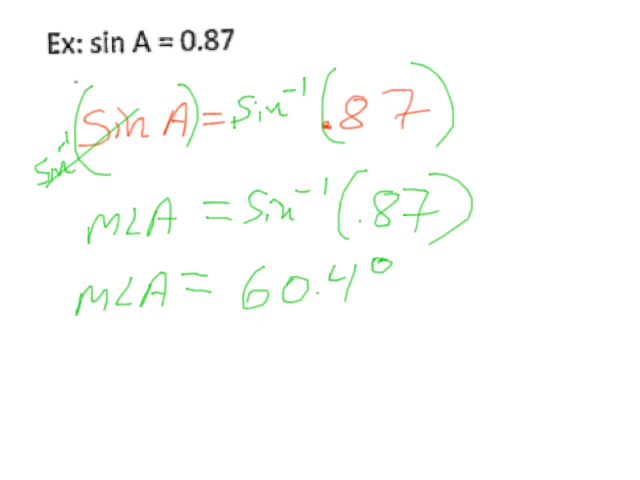 Ex: sin A = 0.87
sin⁻¹(sin A) = sin⁻¹(.87)
m∠A = sin⁻¹(.87)
m∠A = 60.4°